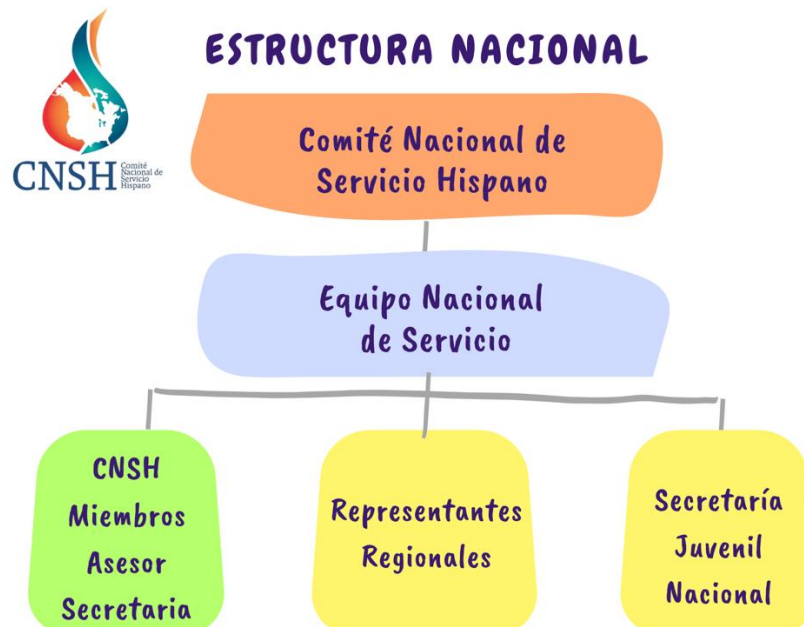 ESTRUCTURA NACIONAL
CNSH
Comité
Nacional de
Servicio
Hispano
Comité Nacional de
Servicio Hispano
Equipo Nacional
de Servicio
CNSH
Miembros
Asesor
Secretaria
Representantes
Regionales
Secretaría
Juvenil
Nacional